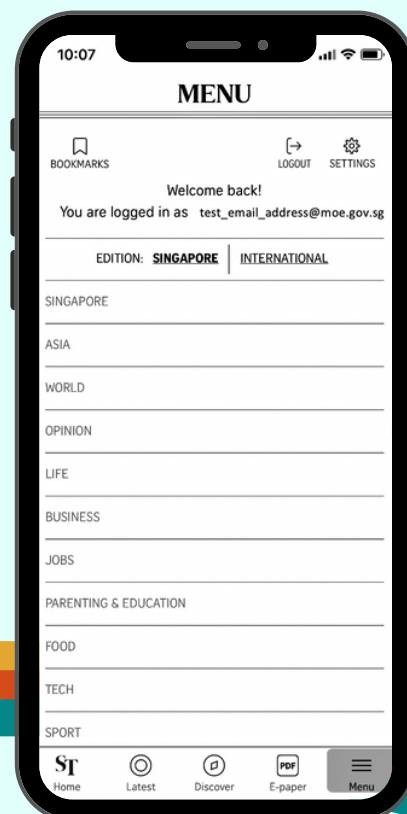 10:07
MENU
BOOKMARKS
LOGOUT
SETTINGS
Welcome back!
You are logged in as test_email_address@moe.gov.sg
EDITION: SINGAPORE INTERNATIONAL
SINGAPORE
ASIA
WORLD
OPINION
LIFE
BUSINESS
JOBS
PARENTING & EDUCATION
FOOD
TECH
SPORT
ST
PDF
Home Latest Discover E-paper Menu